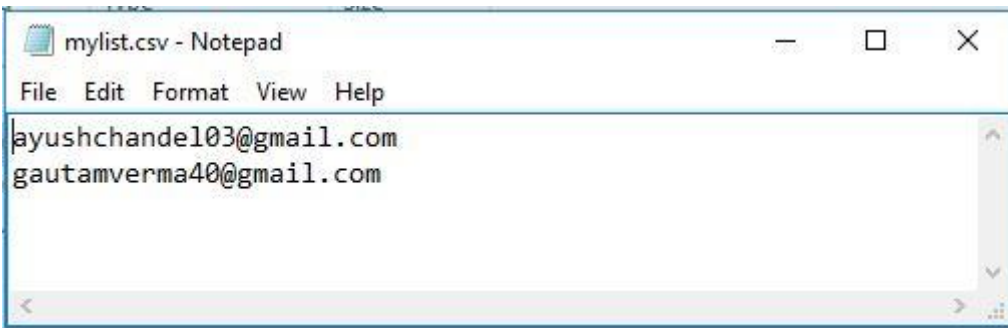 mylist.csv - Notepad
File Edit Format View Help
ayushchandel03@gmail.com
gautamverma40@gmail.com